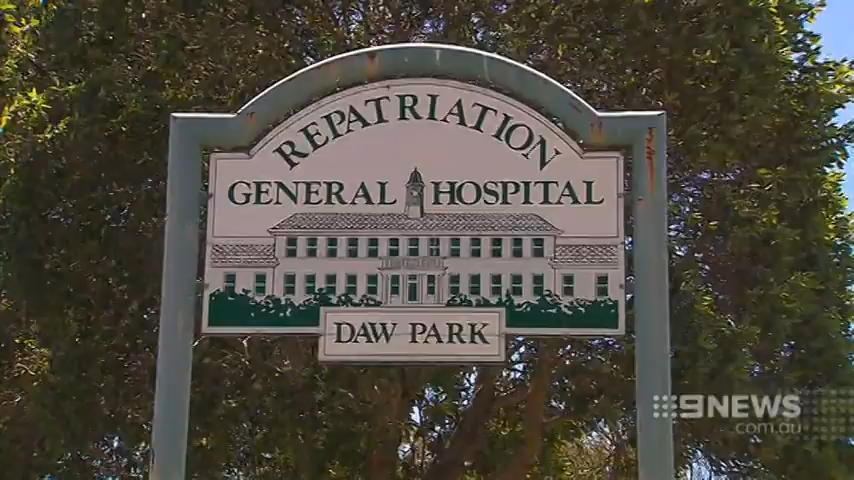 REPATRIATION
GENERAL HOSPITAL
DAW PARK
9NEWS
com.au